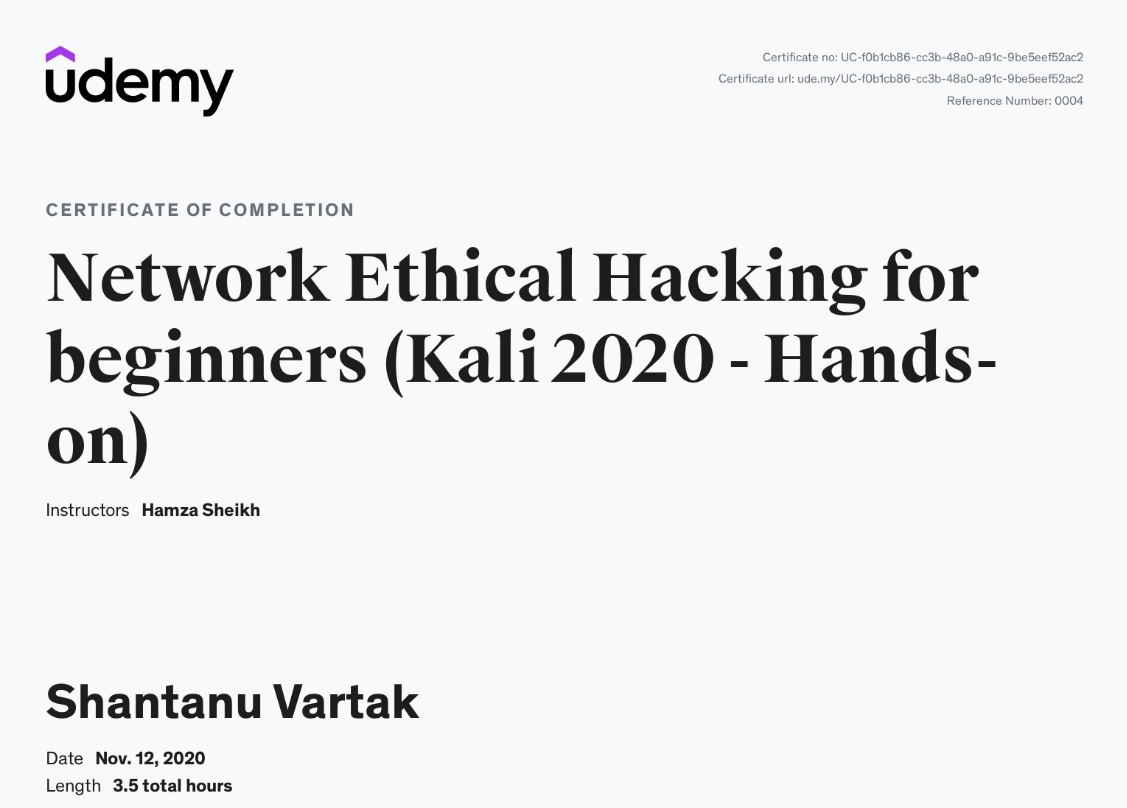 udemy
Certificate no: UC-f0b1cb86-cc3b-48a0-a91c-9be5eef52ac2
Certificate url: ude.my/UC-f0b1cb86-cc3b-48a0-a91c-9be5eef52ac2
Reference Number: 0004
CERTIFICATE OF COMPLETION
Network Ethical Hacking for
beginners (Kali 2020 - Hands-
on)
Instructors Hamza Sheikh
Shantanu Vartak
Date Nov. 12, 2020
Length 3.5 total hours